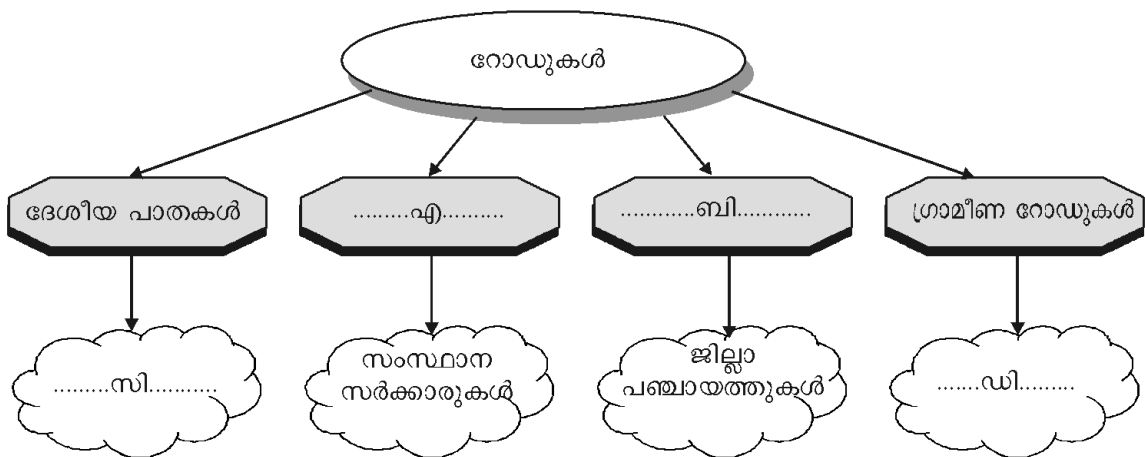 റോഡുകൾ
ദേശീയ പാതകൾ
.........എ.........
............ബി...........
ഗ്രാമീണ റോഡുകൾ
.........സി...........
സംസ്ഥാന
സർക്കാരുകൾ
ജില്ലാ
പഞ്ചായത്തുകൾ
......ഡി.........